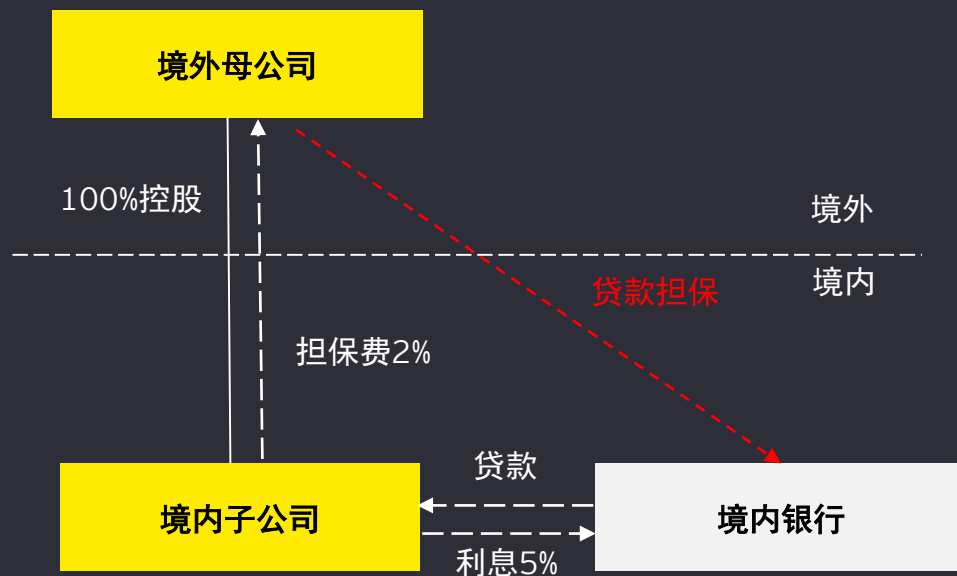 境外母公司
100%控股
境外
境内
贷款担保
担保费2%
贷款
境内子公司
境内银行
利息5%